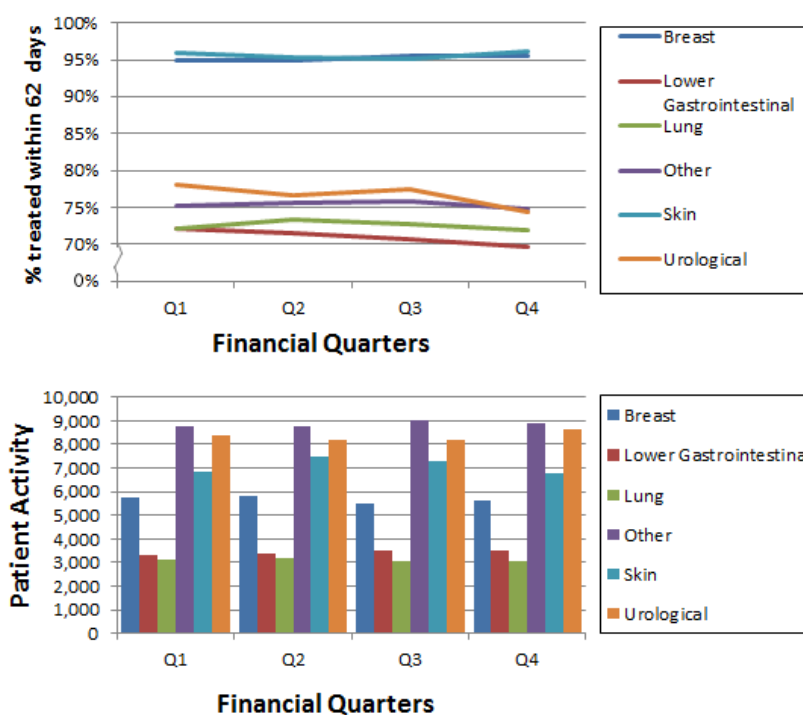 % treated within 62 days
100%
95%
90%
85%
80%
75%
70%
0%
Q1 Q2 Q3 Q4
Financial Quarters
Breast
Lower
Gastrointestinal
Lung
Other
Skin
Urological
Patient Activity
10,000
9,000
8,000
7,000
6,000
5,000
4,000
3,000
2,000
1,000
0
Q1 Q2 Q3 Q4
Financial Quarters
Breast
Lower Gastrointestina
Lung
Other
Skin
Urological